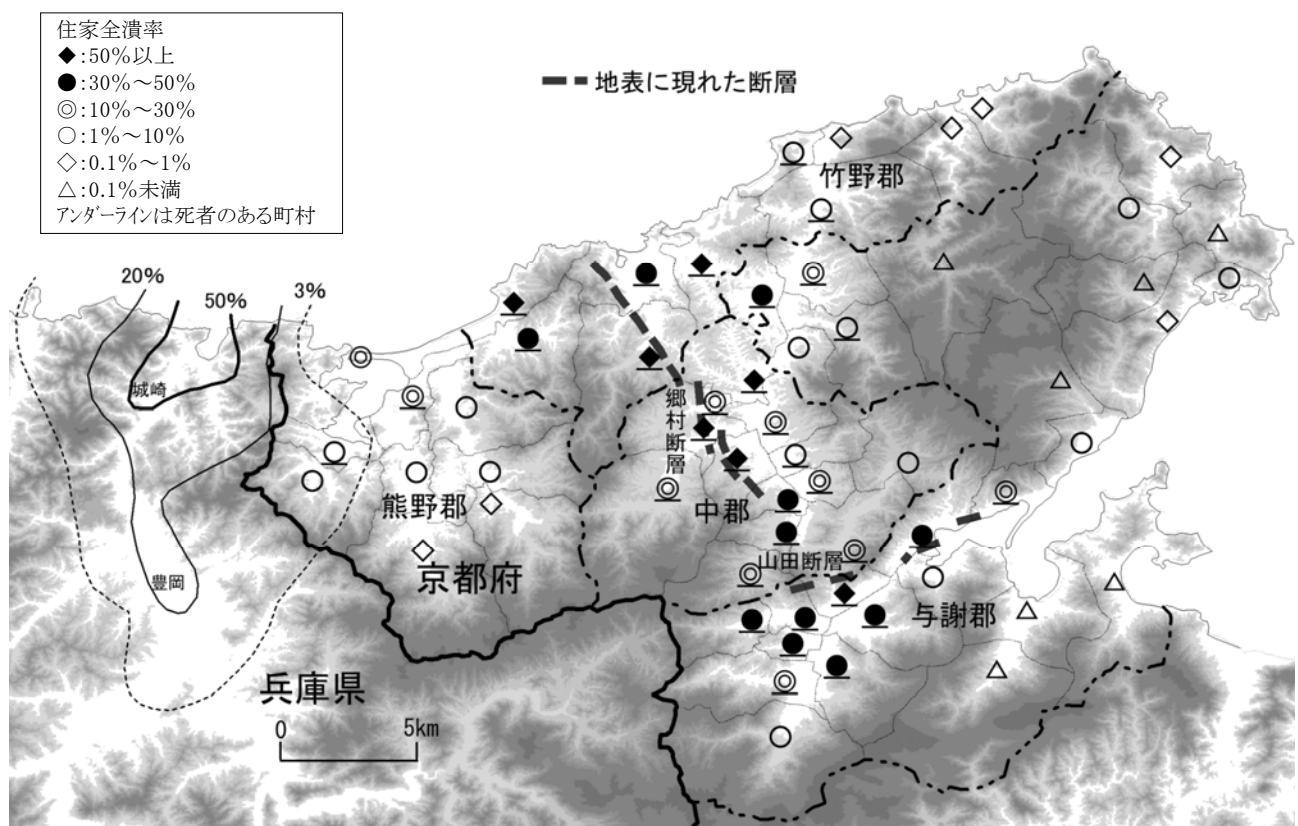 住家全潰率
◆:50%以上
●:30%～50%
◎:10%～30%
○:1%～10%
◇:0.1%～1%
△:0.1%未満
アンダーラインは死者のある町村
地表に現れた断層
竹野郡
20%
50%
3%
城崎
郷村断層
熊野郡
中郡
山田断層
京都府
豊岡
与謝郡
兵庫県
0
5km